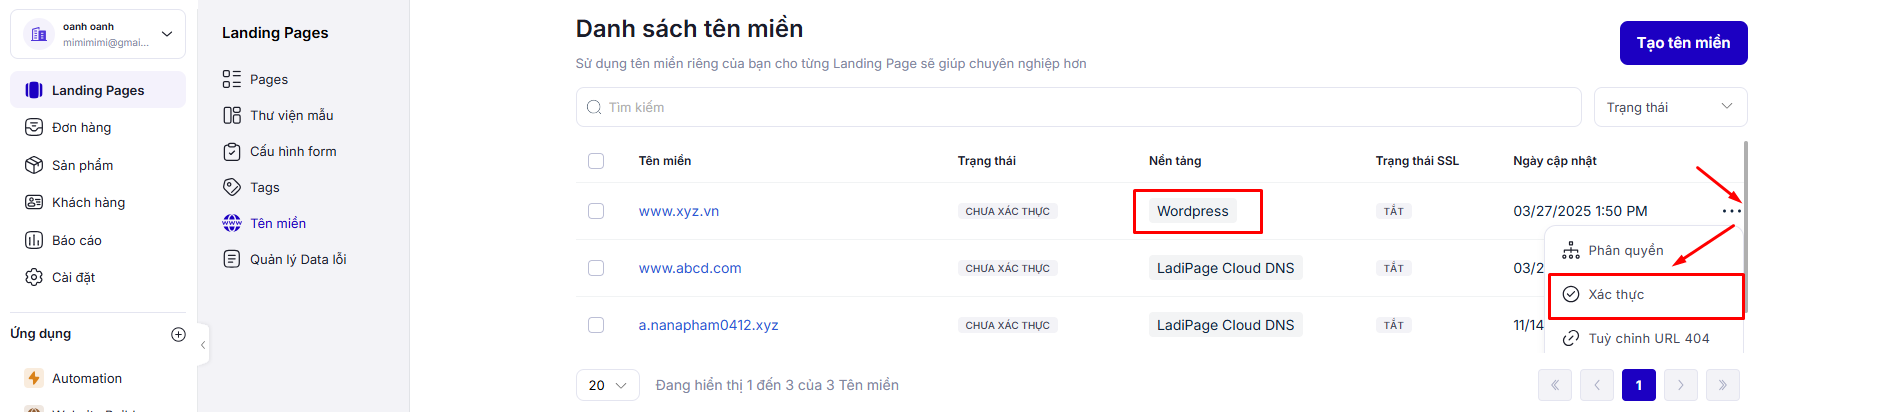 oanh oanh
mimimimi@gmai...
Landing Pages
Đơn hàng
Sản phẩm
Khách hàng
Báo cáo
Cài đặt
Ứng dụng
Automation
Landing Pages
Pages
Thư viện mẫu
Cấu hình form
Tags
Tên miền
Quản lý Data lỗi
Danh sách tên miền
Sử dụng tên miền riêng của bạn cho từng Landing Page sẽ giúp chuyên nghiệp hơn
Tạo tên miền
Tìm kiếm
Trạng thái
Tên miền Trạng thái Nền tảng Trạng thái SSL Ngày cập nhật
www.xyz.vn CHƯA XÁC THỰC Wordpress TẮT 03/27/2025 1:50 PM
www.abcd.com CHƯA XÁC THỰC LadiPage Cloud DNS TẮT 03/2
a.nanapham0412.xyz CHƯA XÁC THỰC LadiPage Cloud DNS TẮT 11/14
Phân quyền
Xác thực
Tuỳ chỉnh URL 404
20 Đang hiển thị 1 đến 3 của 3 Tên miền
1